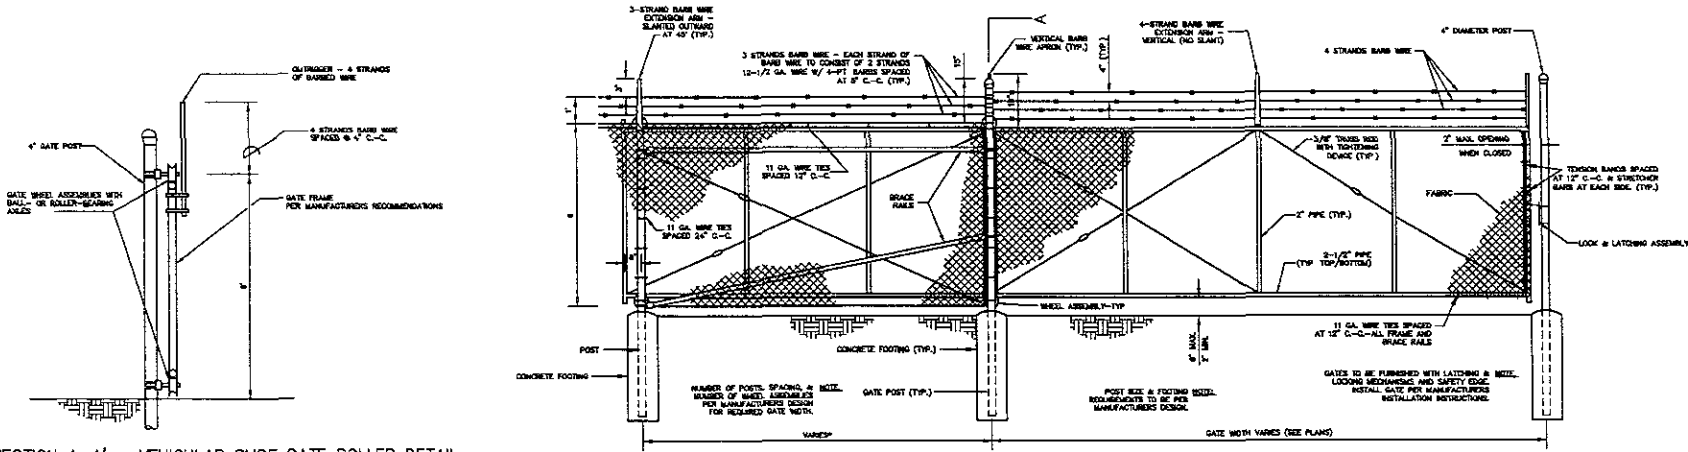 OUTRIGGER - 4 STRANDS
OF BARBED WIRE
4 STRANDS BARB WIRE
SPACED @ 4" C.-C.
4" GATE POST
GATE WHEEL ASSEMBLIES WITH
BALL- OR ROLLER-BEARING
AXLES
GATE FRAME
PER MANUFACTURERS RECOMMENDATIONS
3-STRAND BARB WIRE
EXTENSION ARM -
SLANTED OUTWARD
AT 45° (TYP.)
3 STRANDS BARB WIRE - EACH STRAND OF
BARB WIRE TO CONSIST OF 2 STRANDS
12-1/2 GA. WIRE W/ 4-PT BARBS SPACED
AT 5" C.-C. (TYP.)
15"
A
VERTICAL BARB
WIRE APRON (TYP.)
4" (TYP.)
4-STRAND BARB WIRE
EXTENSION ARM -
VERTICAL (NO SLANT)
4 STRANDS BARB WIRE
4" DIAMETER POST
1'
11 GA. WIRE TIES
SPACED 12" C.-C.
11 GA. WIRE TIES
SPACED 24" C.-C.
BRACE
RAILS
3/8" TRUSS ROD
WITH TIGHTENING
DEVICE (TYP.)
2" MAX. OPENING
WHEN CLOSED
TENSION BANDS SPACED
AT 12" C.-C. & STRETCHER
BARS AT EACH SIDE. (TYP.)
FABRIC
2" PIPE (TYP.)
LOCK & LATCHING ASSEMBLY
2-1/2" PIPE
(TYP TOP/BOTTOM)
WHEEL ASSEMBLY-TYP
11 GA. WIRE TIES SPACED
AT 12" C.-C.-ALL FRAME AND
BRACE RAILS
POST
CONCRETE FOOTING
CONCRETE FOOTING (TYP.)
6" MAX.
2" MIN.
NUMBER OF POSTS, SPACING, & NOTE.
NUMBER OF WHEEL ASSEMBLIES
PER MANUFACTURERS DESIGN
FOR REQUIRED GATE WIDTH.
GATE POST (TYP.)
POST SIZE & FOOTING NOTE:
REQUIREMENTS TO BE PER
MANUFACTURERS DESIGN.
GATES TO BE FURNISHED WITH LATCHING & NOTE.
LOCKING MECHANISMS AND SAFETY EDGE.
INSTALL GATE PER MANUFACTURERS
INSTALLATION INSTRUCTIONS.
VARIES*
GATE WIDTH VARIES (SEE PLANS)